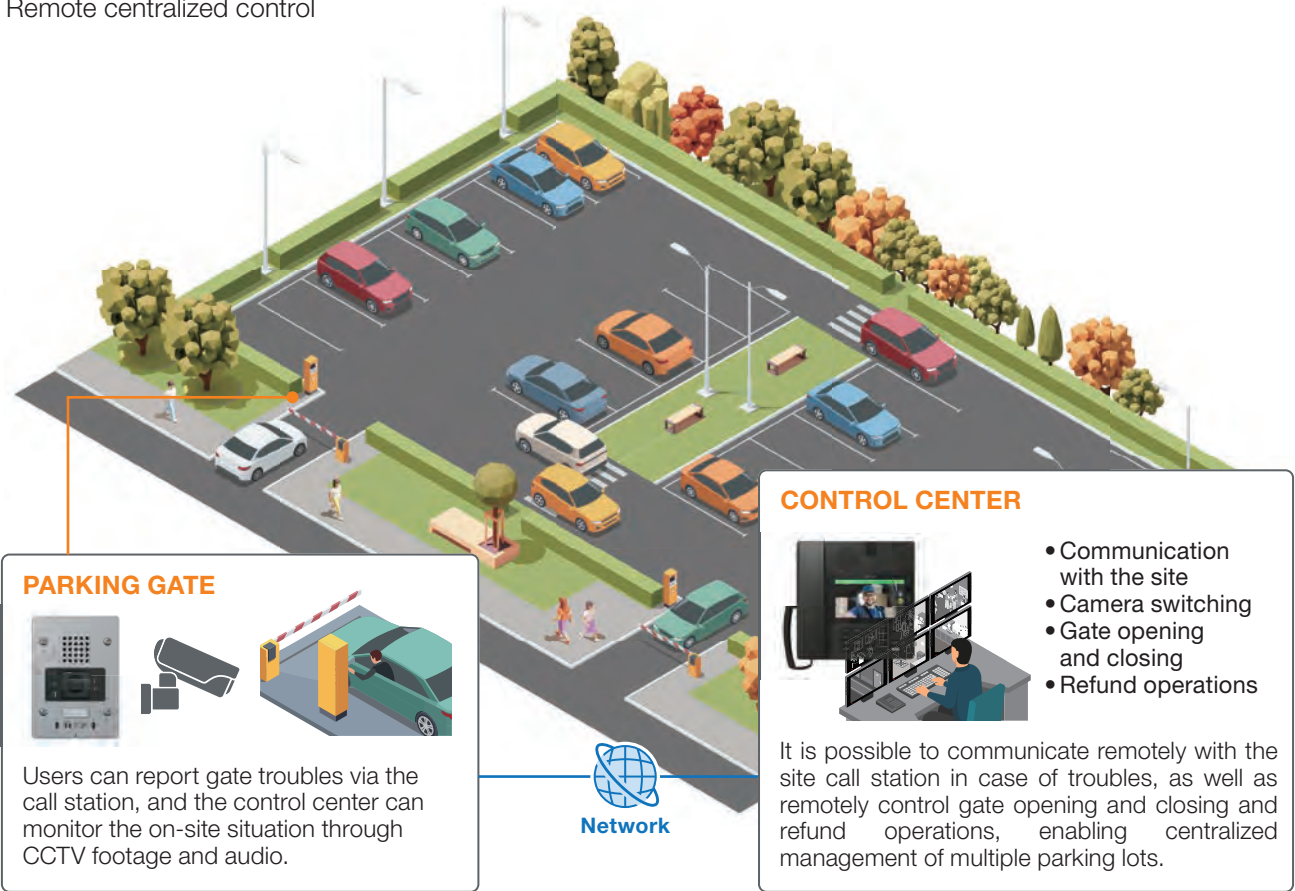 Remote centralized control
PARKING GATE
Users can report gate troubles via the
call station, and the control center can
monitor the on-site situation through
CCTV footage and audio.
Network
CONTROL CENTER
• Communication
with the site
• Camera switching
• Gate opening
and closing
• Refund operations
It is possible to communicate remotely with the
site call station in case of troubles, as well as
remotely control gate opening and closing and
refund operations, enabling centralized
management of multiple parking lots.